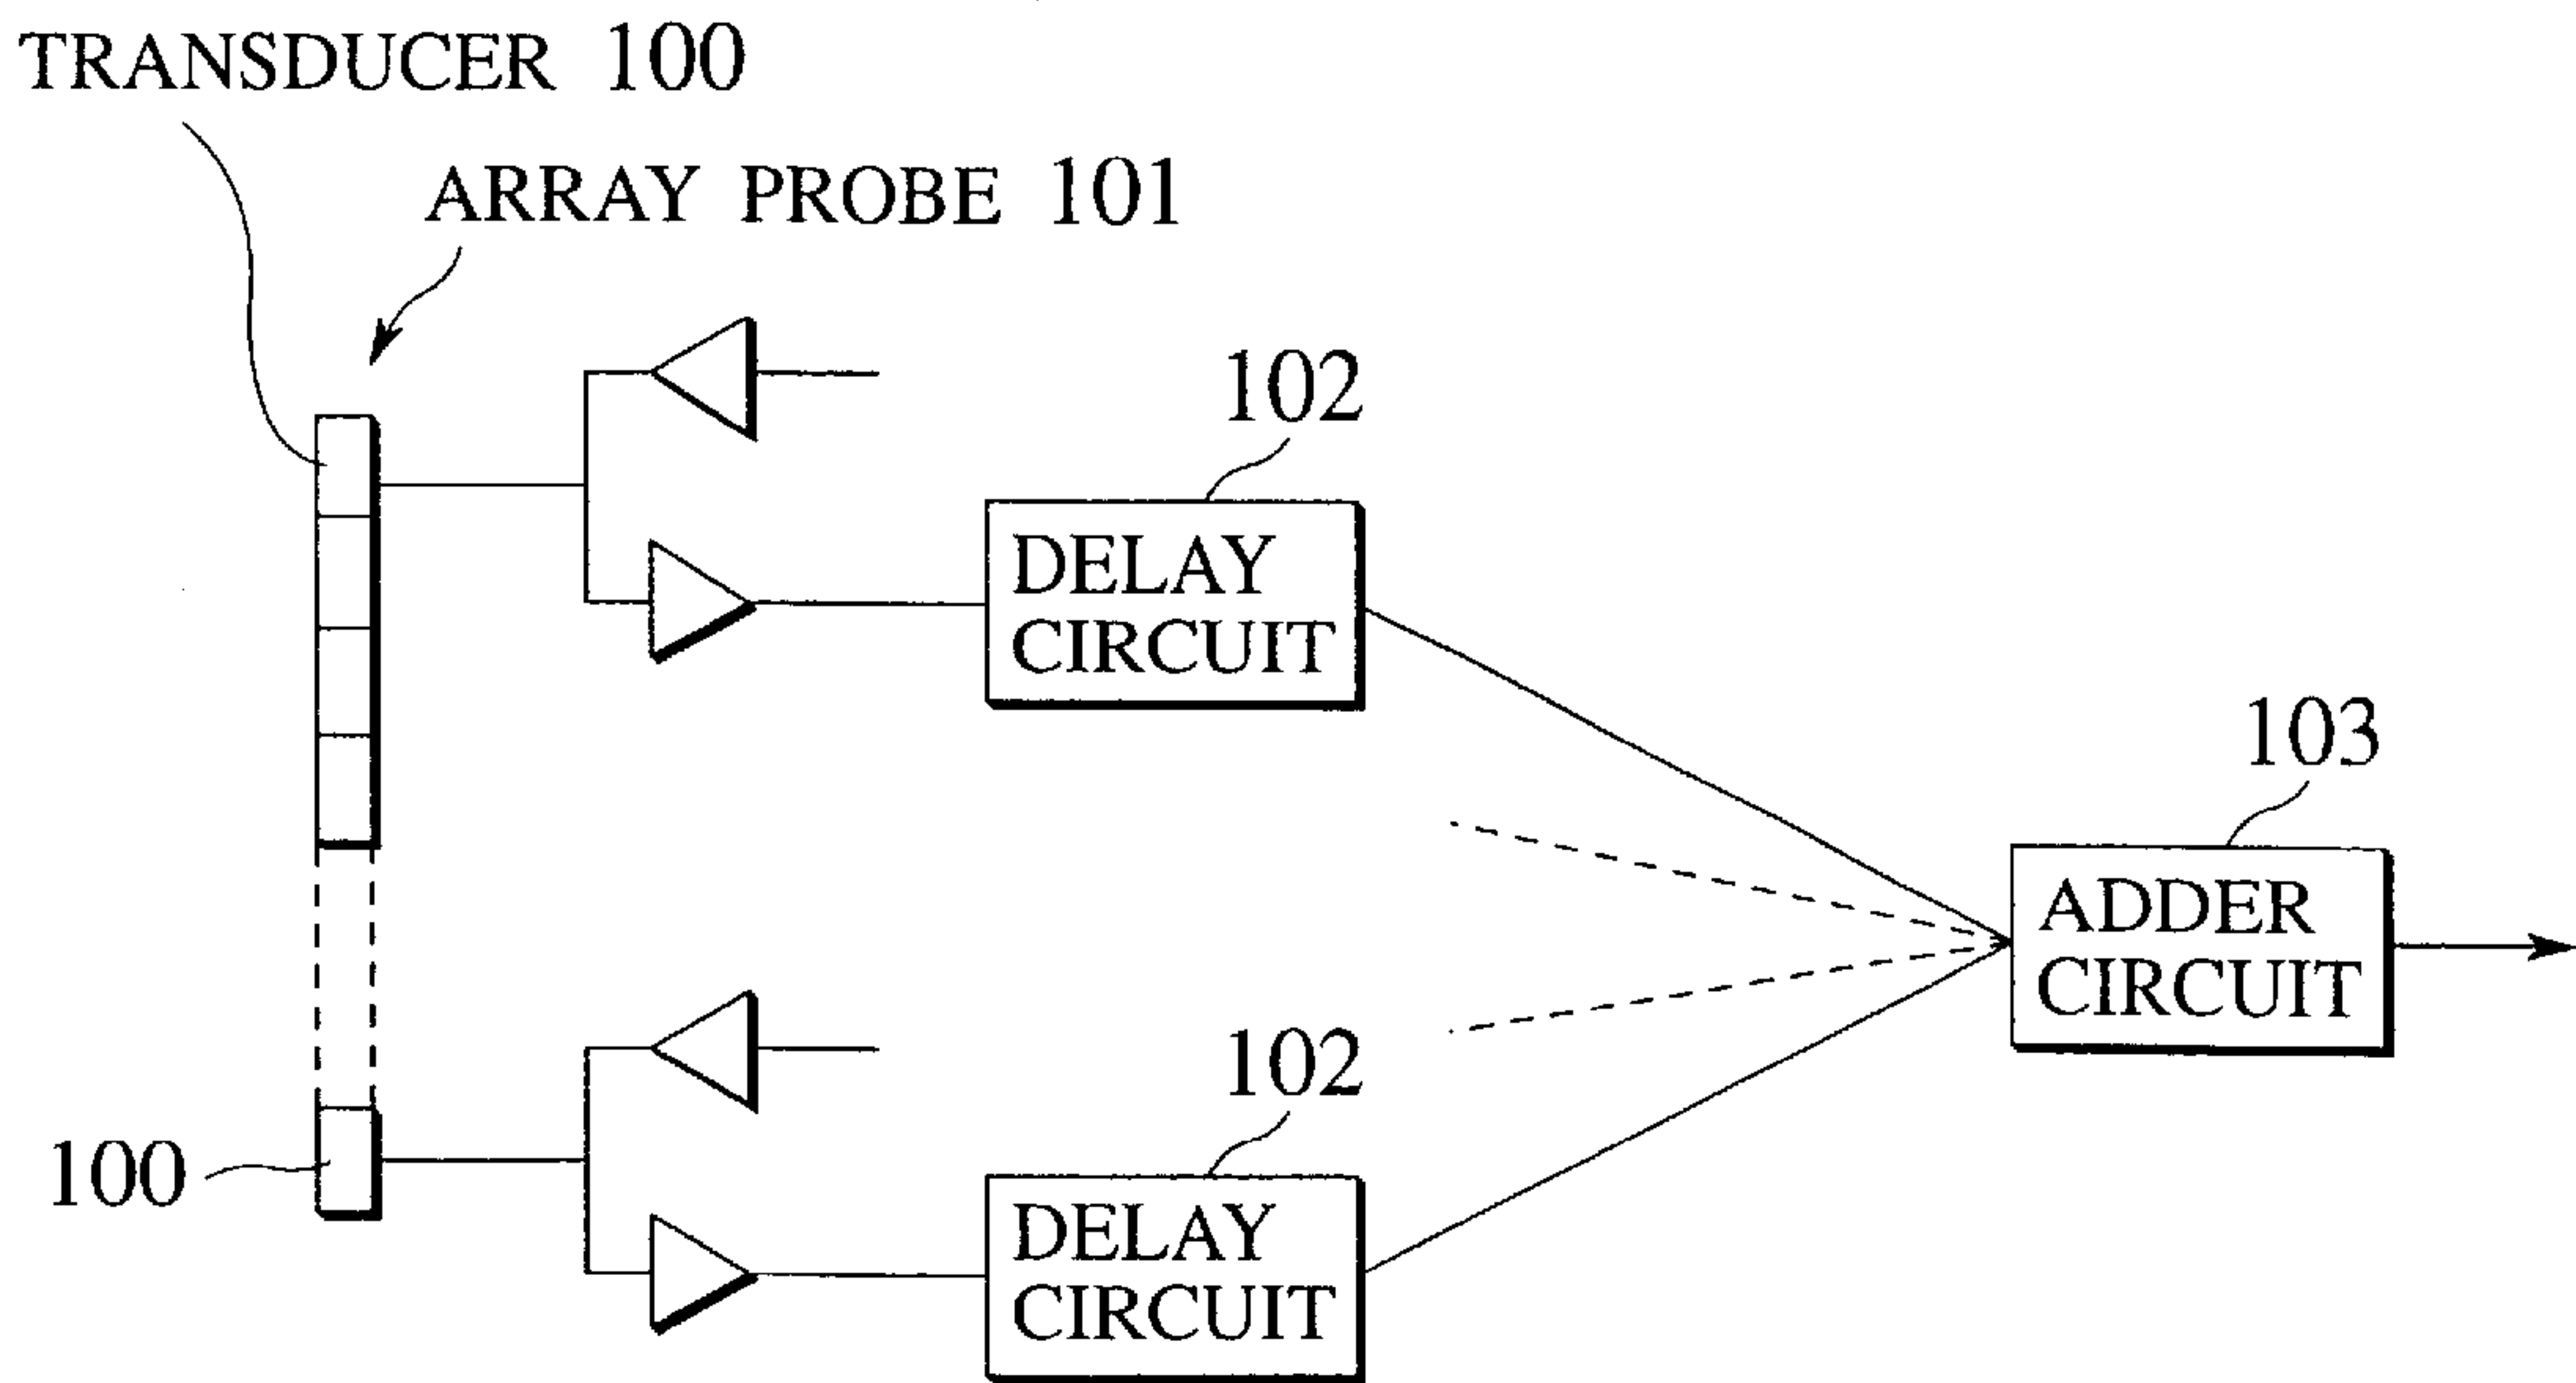 TRANSDUCER 100
ARRAY PROBE 101
102
DELAY
CIRCUIT
103
ADDER
CIRCUIT
102
100
DELAY
CIRCUIT